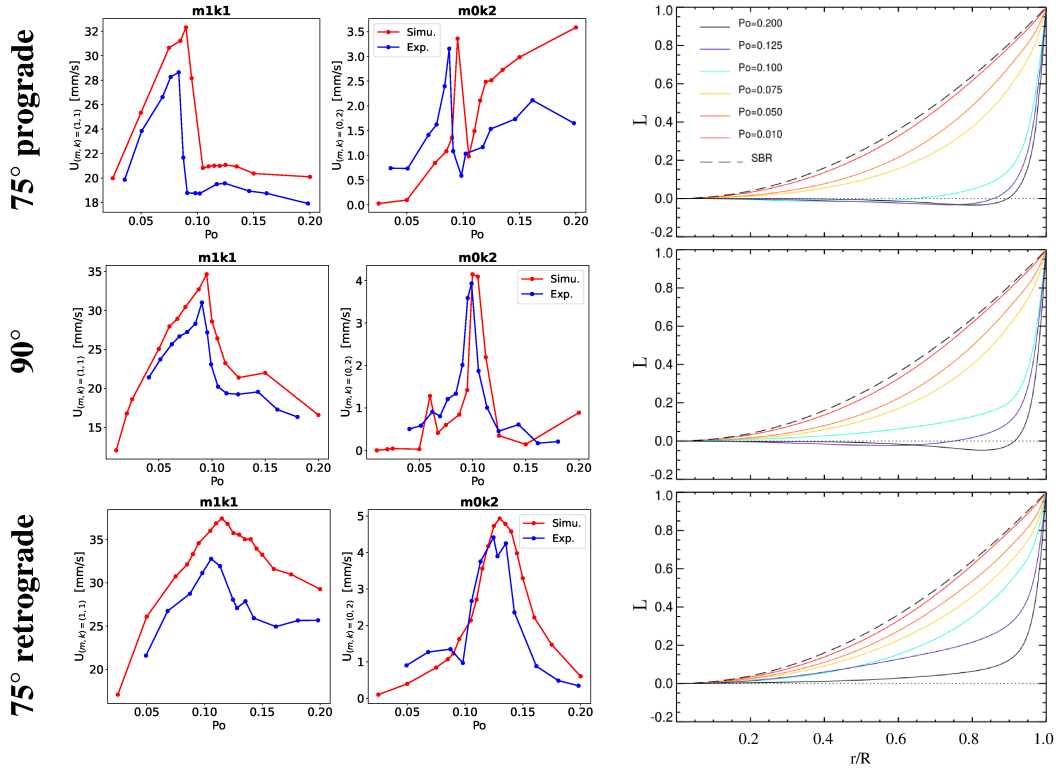 75° prograde
m1k1
U(m, k) = (1, 1) [mm/s]
32
30
28
26
24
22
20
18
0.05
0.10
0.15
0.20
Po
m0k2
U(m, k) = (0, 2) [mm/s]
3.5
3.0
2.5
2.0
1.5
1.0
0.5
0.0
Simu.
Exp.
0.05
0.10
0.15
0.20
Po
L
1.0
0.8
0.6
0.4
0.2
0.0
-0.2
Po=0.200
Po=0.125
Po=0.100
Po=0.075
Po=0.050
Po=0.010
SBR
90°
m1k1
U(m, k) = (1, 1) [mm/s]
35
30
25
20
15
0.05
0.10
0.15
0.20
Po
m0k2
U(m, k) = (0, 2) [mm/s]
4
3
2
1
0
Simu.
Exp.
0.05
0.10
0.15
0.20
Po
L
1.0
0.8
0.6
0.4
0.2
0.0
-0.2
75° retrograde
m1k1
U(m, k) = (1, 1) [mm/s]
35
30
25
20
0.05
0.10
0.15
0.20
Po
m0k2
U(m, k) = (0, 2) [mm/s]
5
4
3
2
1
0
Simu.
Exp.
0.05
0.10
0.15
0.20
Po
L
1.0
0.8
0.6
0.4
0.2
0.0
-0.2
0.2
0.4
0.6
0.8
1.0
r/R